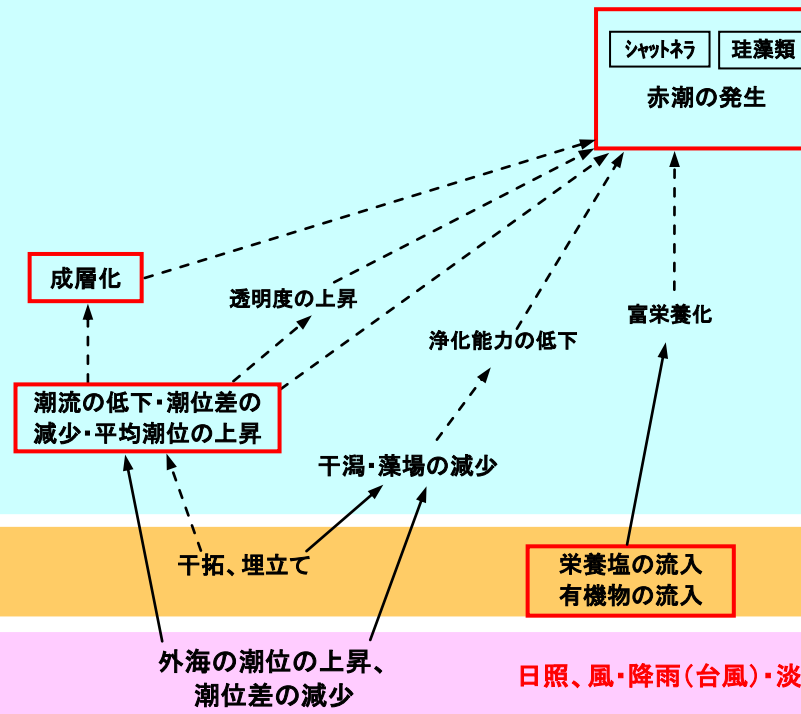 シャットネラ
珪藻類
赤潮の発生
成層化
透明度の上昇
富栄養化
浄化能力の低下
潮流の低下・潮位差の
減少・平均潮位の上昇
干潟・藻場の減少
干拓、埋立て
栄養塩の流入
有機物の流入
外海の潮位の上昇、
潮位差の減少
日照、風・降雨(台風)・淡